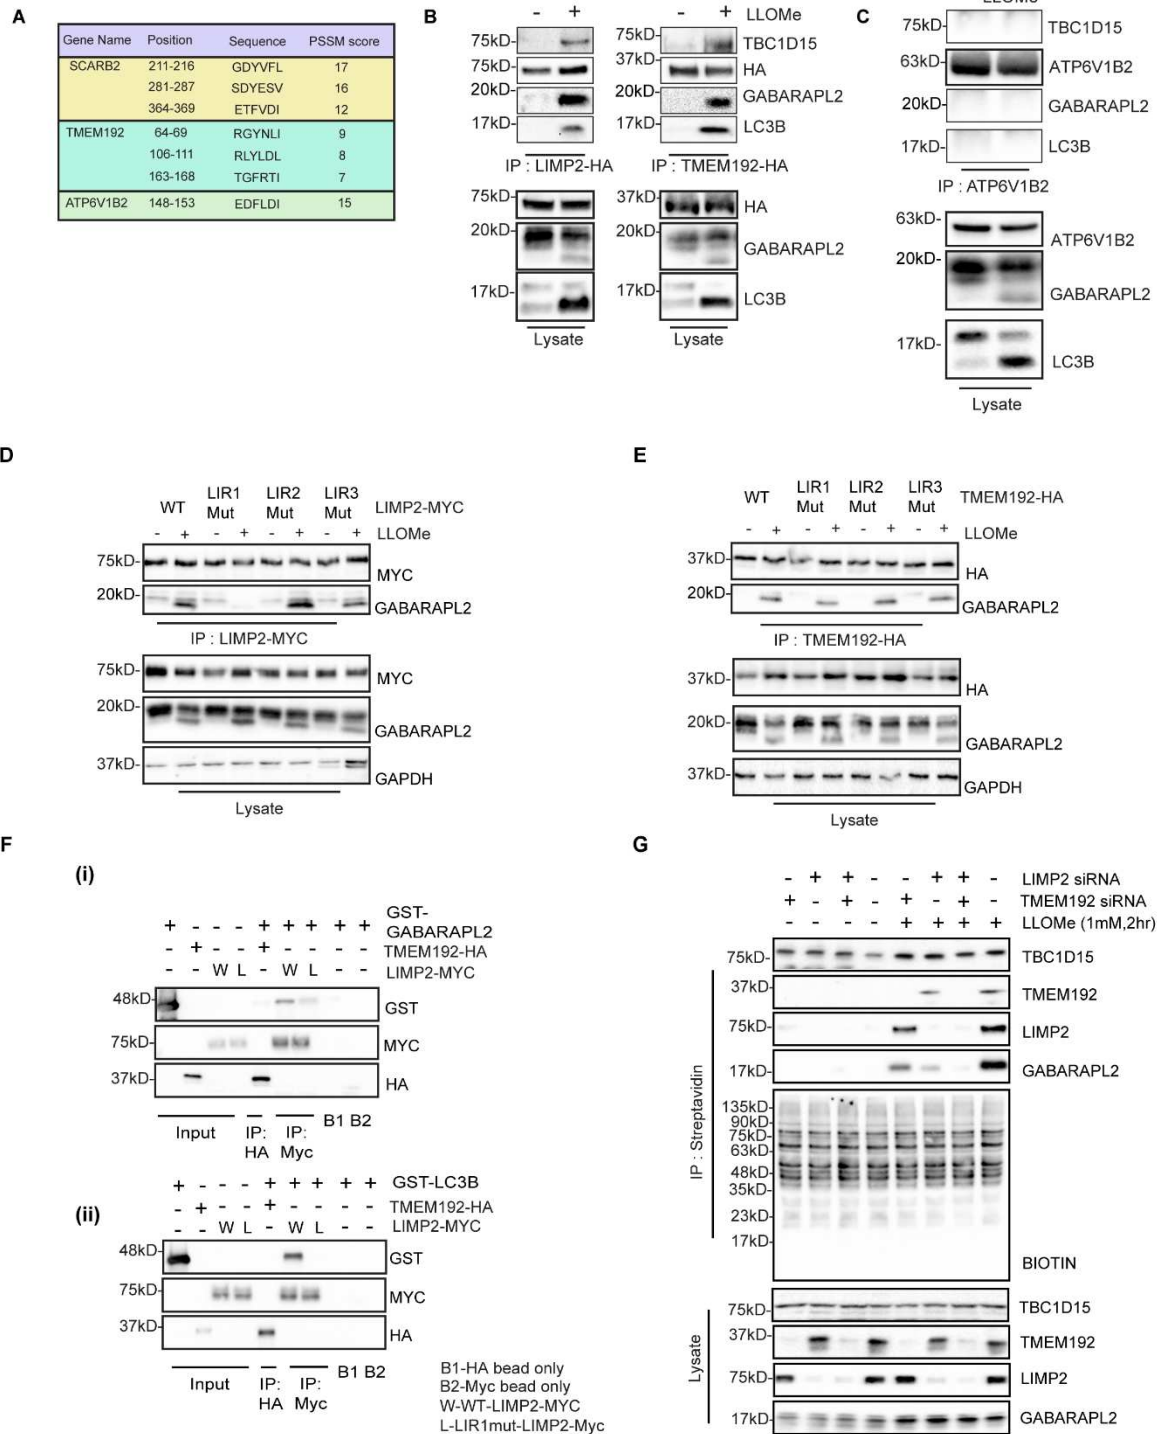 A
Gene Name Position Sequence PSSM score
SCARB2 211-216 GDYVFL 17
281-287 SDYESV 16
364-369 ETFVDI 12
TMEM192 64-69 RGYNLI 9
106-111 RLYLDL 8
163-168 TGFRTI 7
ATP6V1B2 148-153 EDFLDI 15
B
- + - + LLOMe
75kD- 37kD- TBC1D15
75kD- 37kD- HA
20kD- 20kD- GABARAPL2
17kD- 17kD- LC3B
IP : LIMP2-HA IP : TMEM192-HA
75kD- 37kD- HA
20kD- 20kD- GABARAPL2
17kD- 17kD- LC3B
Lysate Lysate
C
75kD- TBC1D15
63kD- ATP6V1B2
20kD- GABARAPL2
17kD- LC3B
IP : ATP6V1B2
63kD- ATP6V1B2
20kD- GABARAPL2
17kD- LC3B
Lysate
D
WT LIR1 Mut LIR2 Mut LIR3 Mut LIMP2-MYC
- + - + - + - + LLOMe
75kD- MYC
20kD- GABARAPL2
IP : LIMP2-MYC
75kD- MYC
20kD- GABARAPL2
37kD- GAPDH
Lysate
E
WT LIR1 Mut LIR2 Mut LIR3 Mut TMEM192-HA
- + - + - + - + LLOMe
37kD- HA
20kD- GABARAPL2
IP : TMEM192-HA
37kD- HA
20kD- GABARAPL2
37kD- GAPDH
Lysate
F
(i)
+ - - - + + + + + GST-GABARAPL2
- + - - + - - - - TMEM192-HA
- - W L - W L - - LIMP2-MYC
48kD- GST
75kD- MYC
37kD- HA
Input IP: HA IP: Myc B1 B2
(ii)
+ - - - + + + + + GST-LC3B
- + - - + - - - - TMEM192-HA
- - W L - W L - - LIMP2-MYC
48kD- GST
75kD- MYC
37kD- HA
Input IP: HA IP: Myc B1 B2
B1-HA bead only
B2-Myc bead only
W-WT-LIMP2-MYC
L-LIR1mut-LIMP2-Myc
G
- + + - - + + - LIMP2 siRNA
+ - + - + - + - TMEM192 siRNA
- - - - + + + + LLOMe (1mM,2hr)
IP : Streptavidin
75kD- TBC1D15
37kD- TMEM192
75kD- LIMP2
17kD- GABARAPL2
135kD-
90kD-
75kD-
63kD-
48kD-
35kD-
23kD-
17kD-
BIOTIN
Lysate
75kD- TBC1D15
37kD- TMEM192
75kD- LIMP2
17kD- GABARAPL2